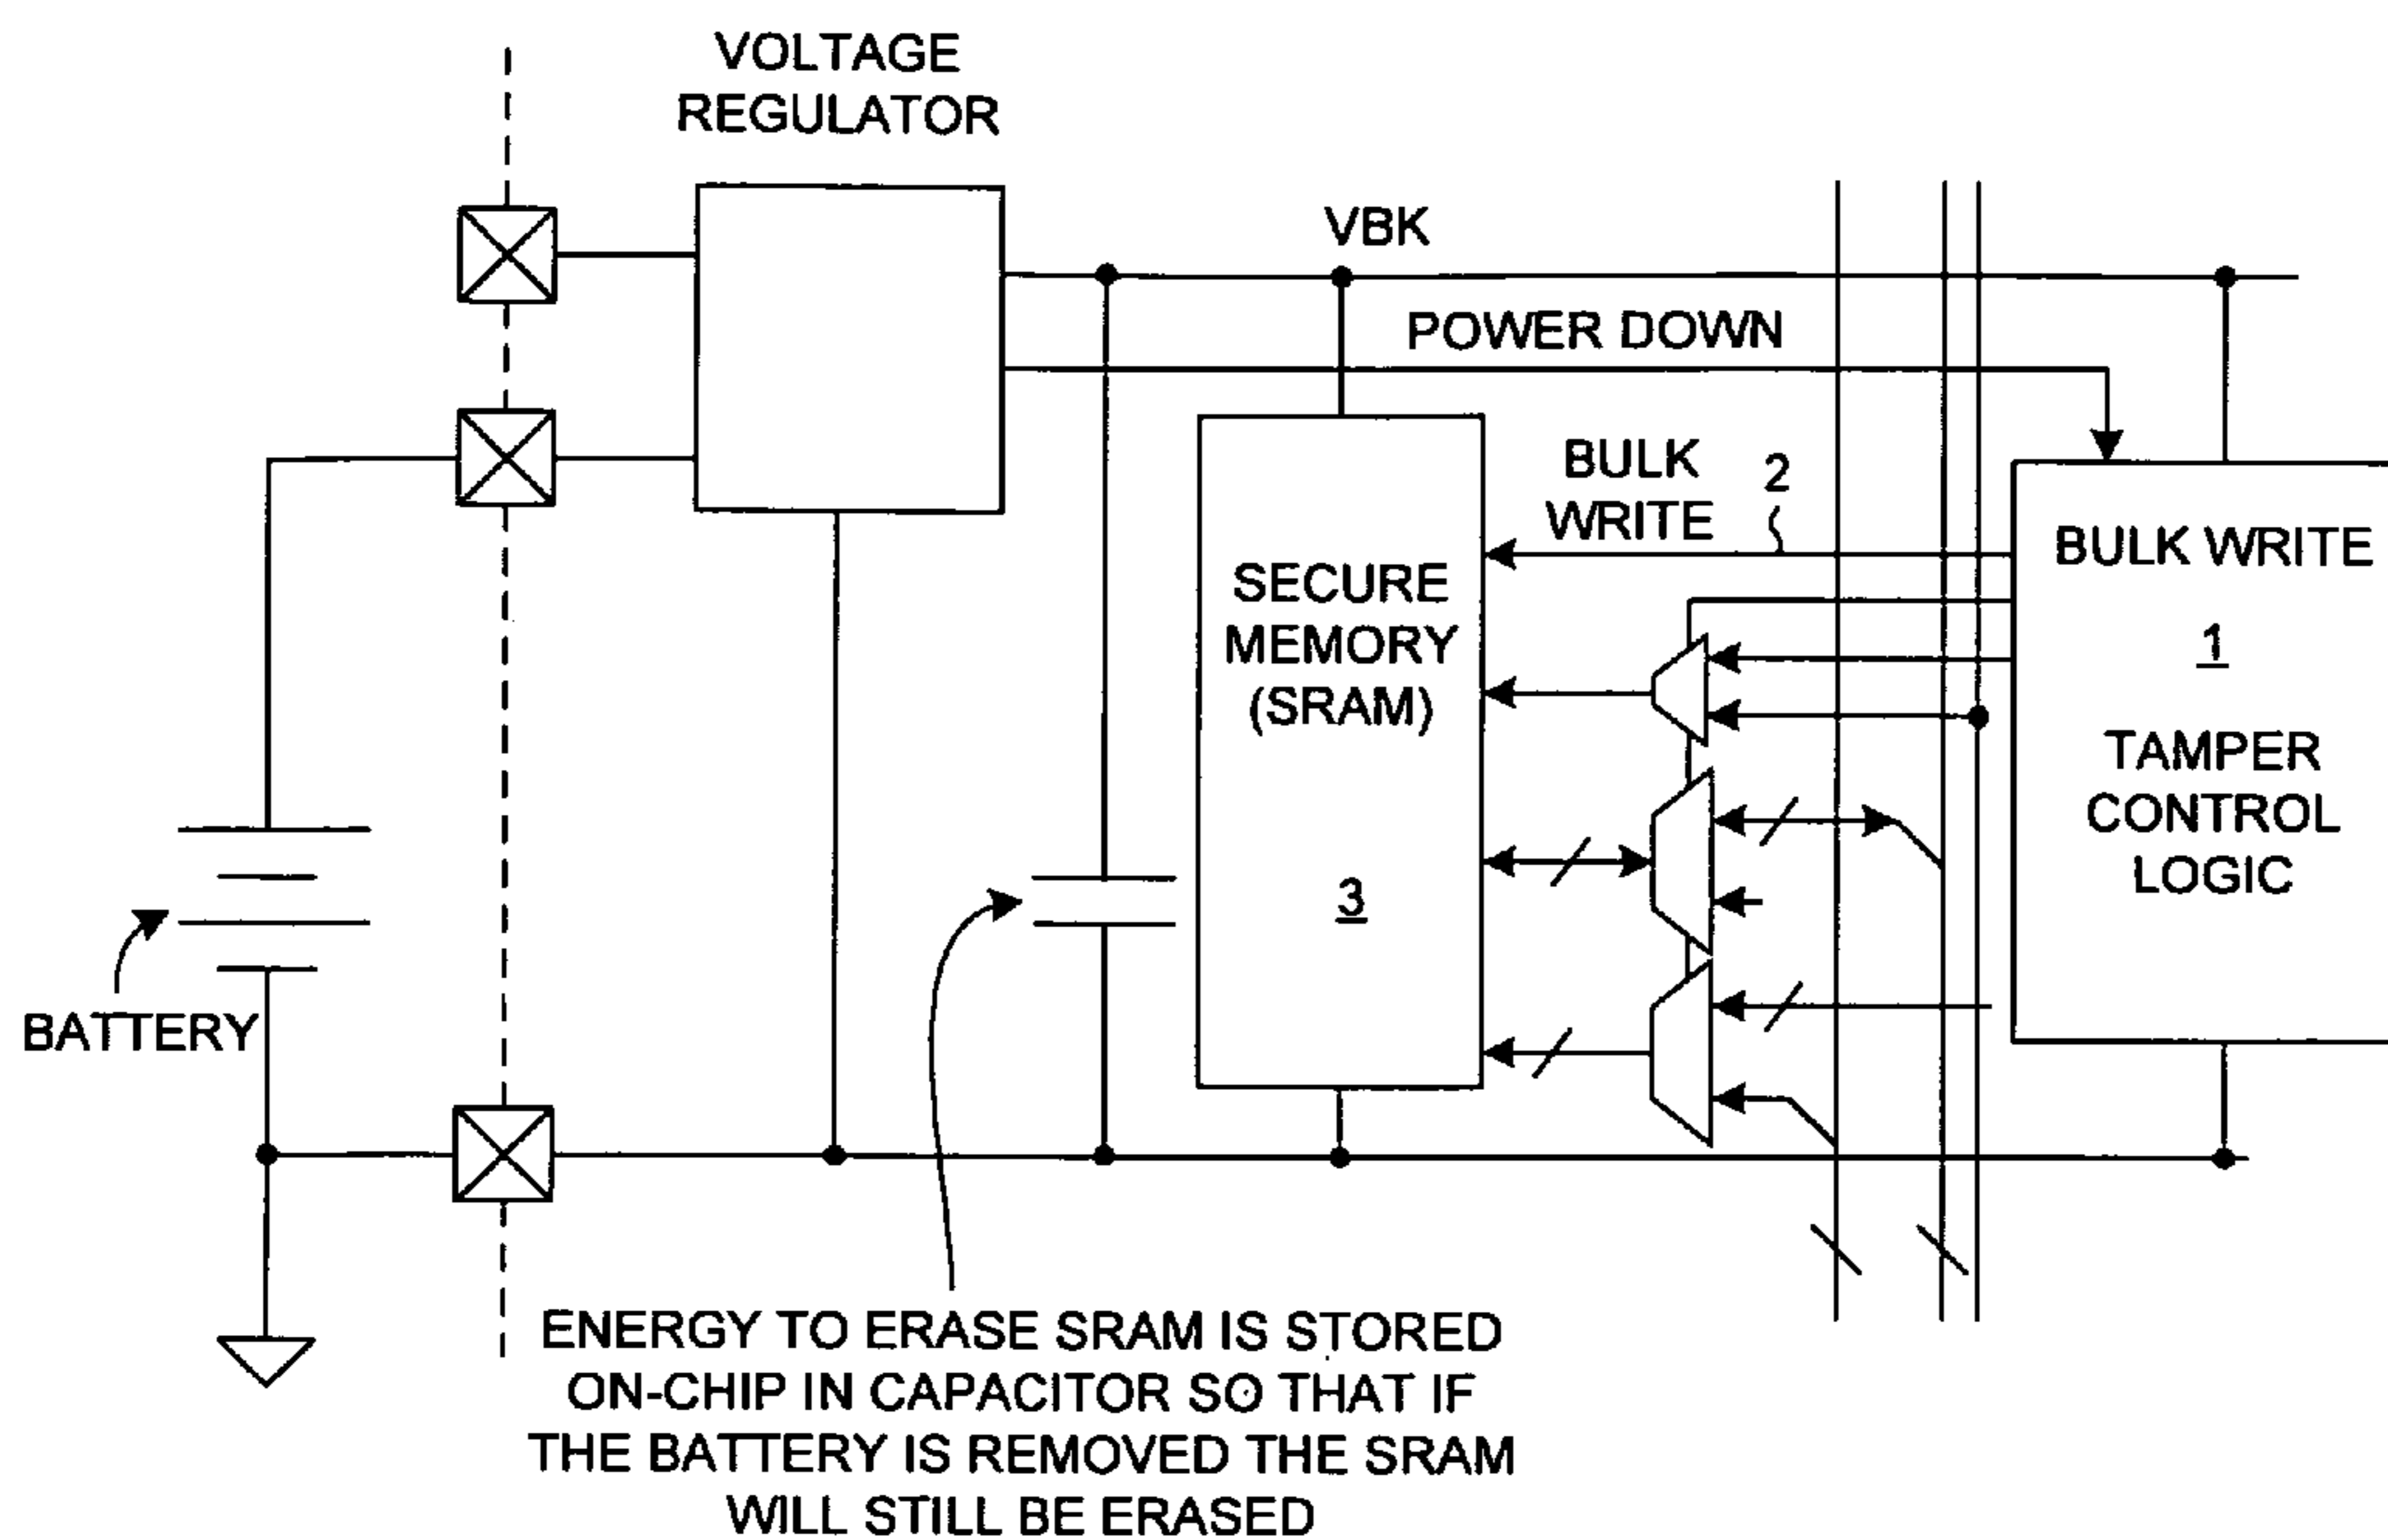 VOLTAGE
REGULATOR
VBK
POWER DOWN
BULK
WRITE
2
BULK WRITE
1
TAMPER
CONTROL
LOGIC
SECURE
MEMORY
(SRAM)
3
BATTERY
ENERGY TO ERASE SRAM IS STORED
ON-CHIP IN CAPACITOR SO THAT IF
THE BATTERY IS REMOVED THE SRAM
WILL STILL BE ERASED